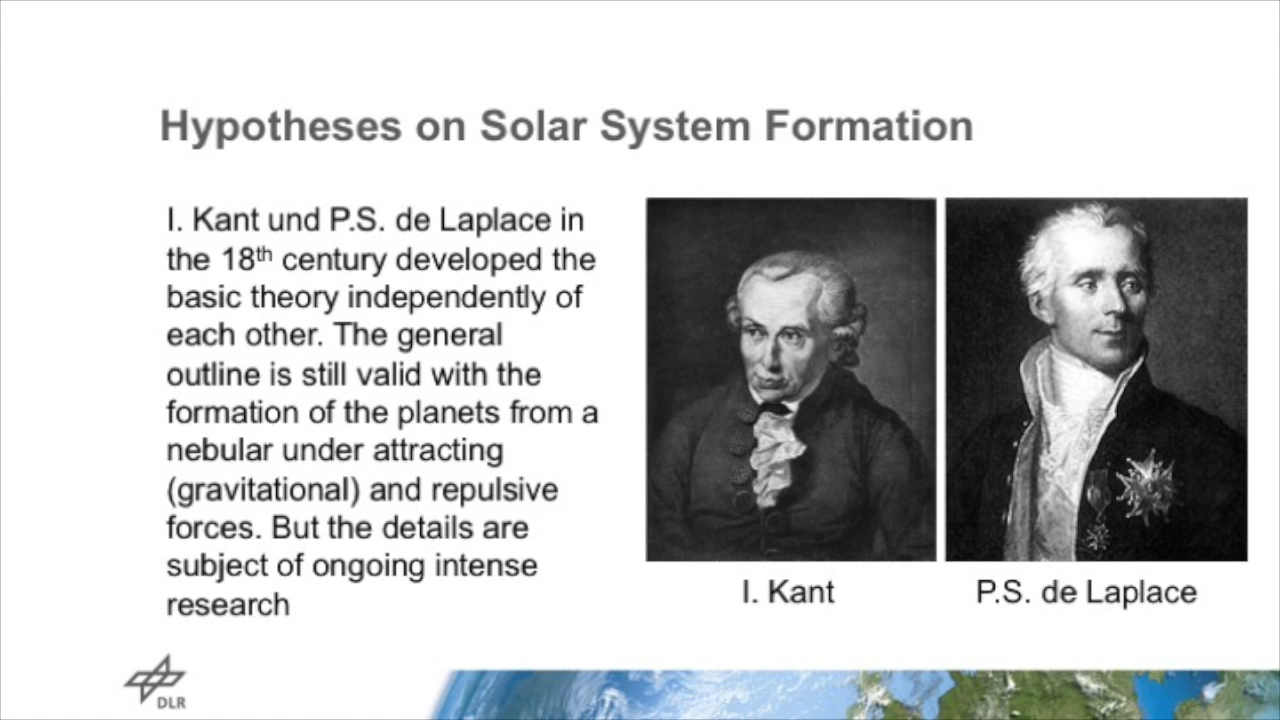 Hypotheses on Solar System Formation
I. Kant und P.S. de Laplace in
the 18th century developed the
basic theory independently of
each other. The general
outline is still valid with the
formation of the planets from a
nebular under attracting
(gravitational) and repulsive
forces. But the details are
subject of ongoing intense
research
I. Kant
P.S. de Laplace
DLR